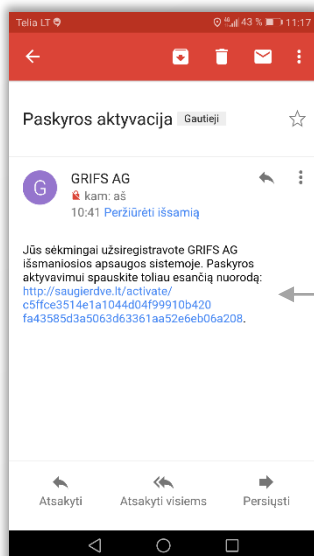 Telia LT 43 % 11:17
Paskyros aktyvacija Gautieji
G GRIFS AG
kam: aš
10:41 Peržiūrėti išsamią
Jūs sėkmingai užsiregistravote GRIFS AG
išmaniosios apsaugos sistemoje. Paskyros
aktyvavimui spauskite toliau esančią nuorodą:
http://saugierdve.lt/activate/
c5ffce3514e1a1044d04f99910b420
fa43585d3a5063d63361aa52e6eb06a208.
Atsakyti Atsakyti visiems Persiųsti